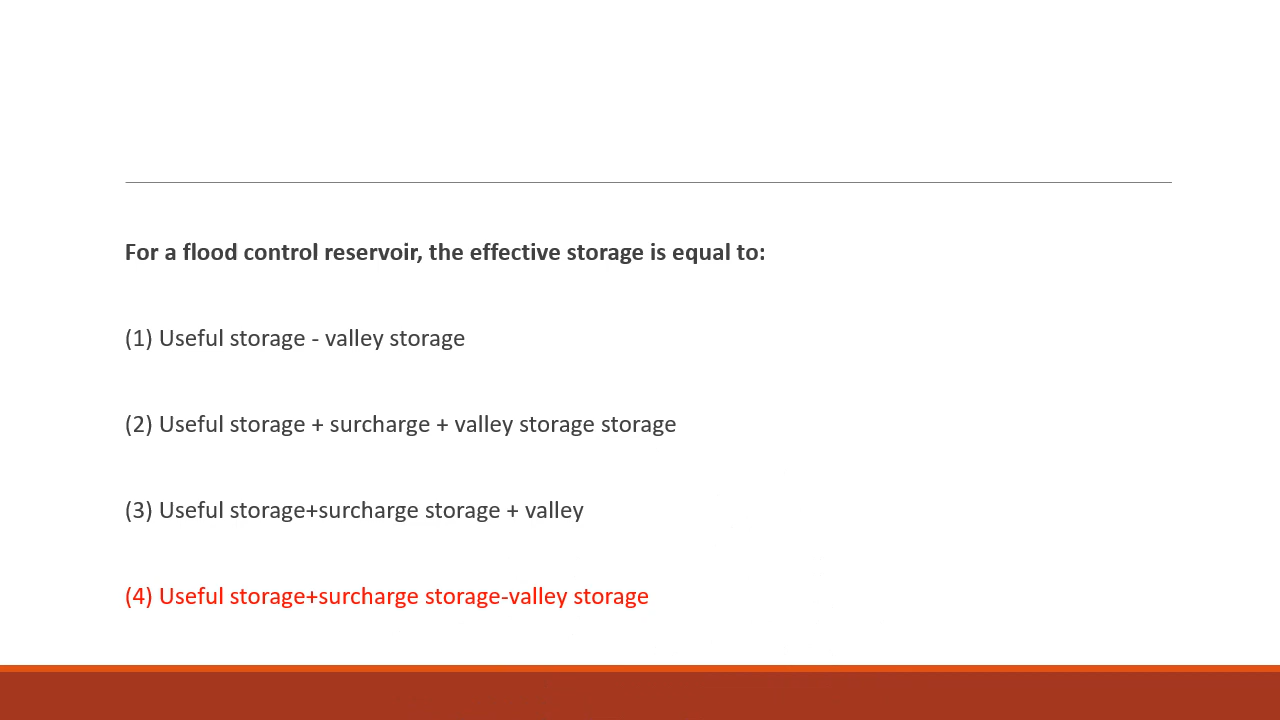 For a flood control reservoir, the effective storage is equal to:
(1) Useful storage - valley storage
(2) Useful storage + surcharge + valley storage storage
(3) Useful storage+surcharge storage + valley
(4) Useful storage+surcharge storage-valley storage